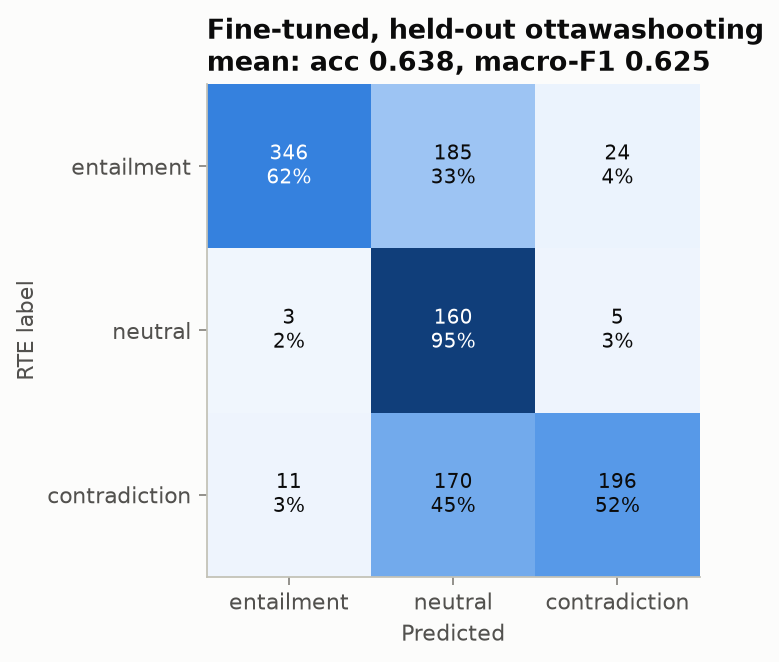 Fine-tuned, held-out ottawashooting
mean: acc 0.638, macro-F1 0.625
RTE label
entailment
346
62%
185
33%
24
4%
neutral
3
2%
160
95%
5
3%
contradiction
11
3%
170
45%
196
52%
entailment
neutral
contradiction
Predicted